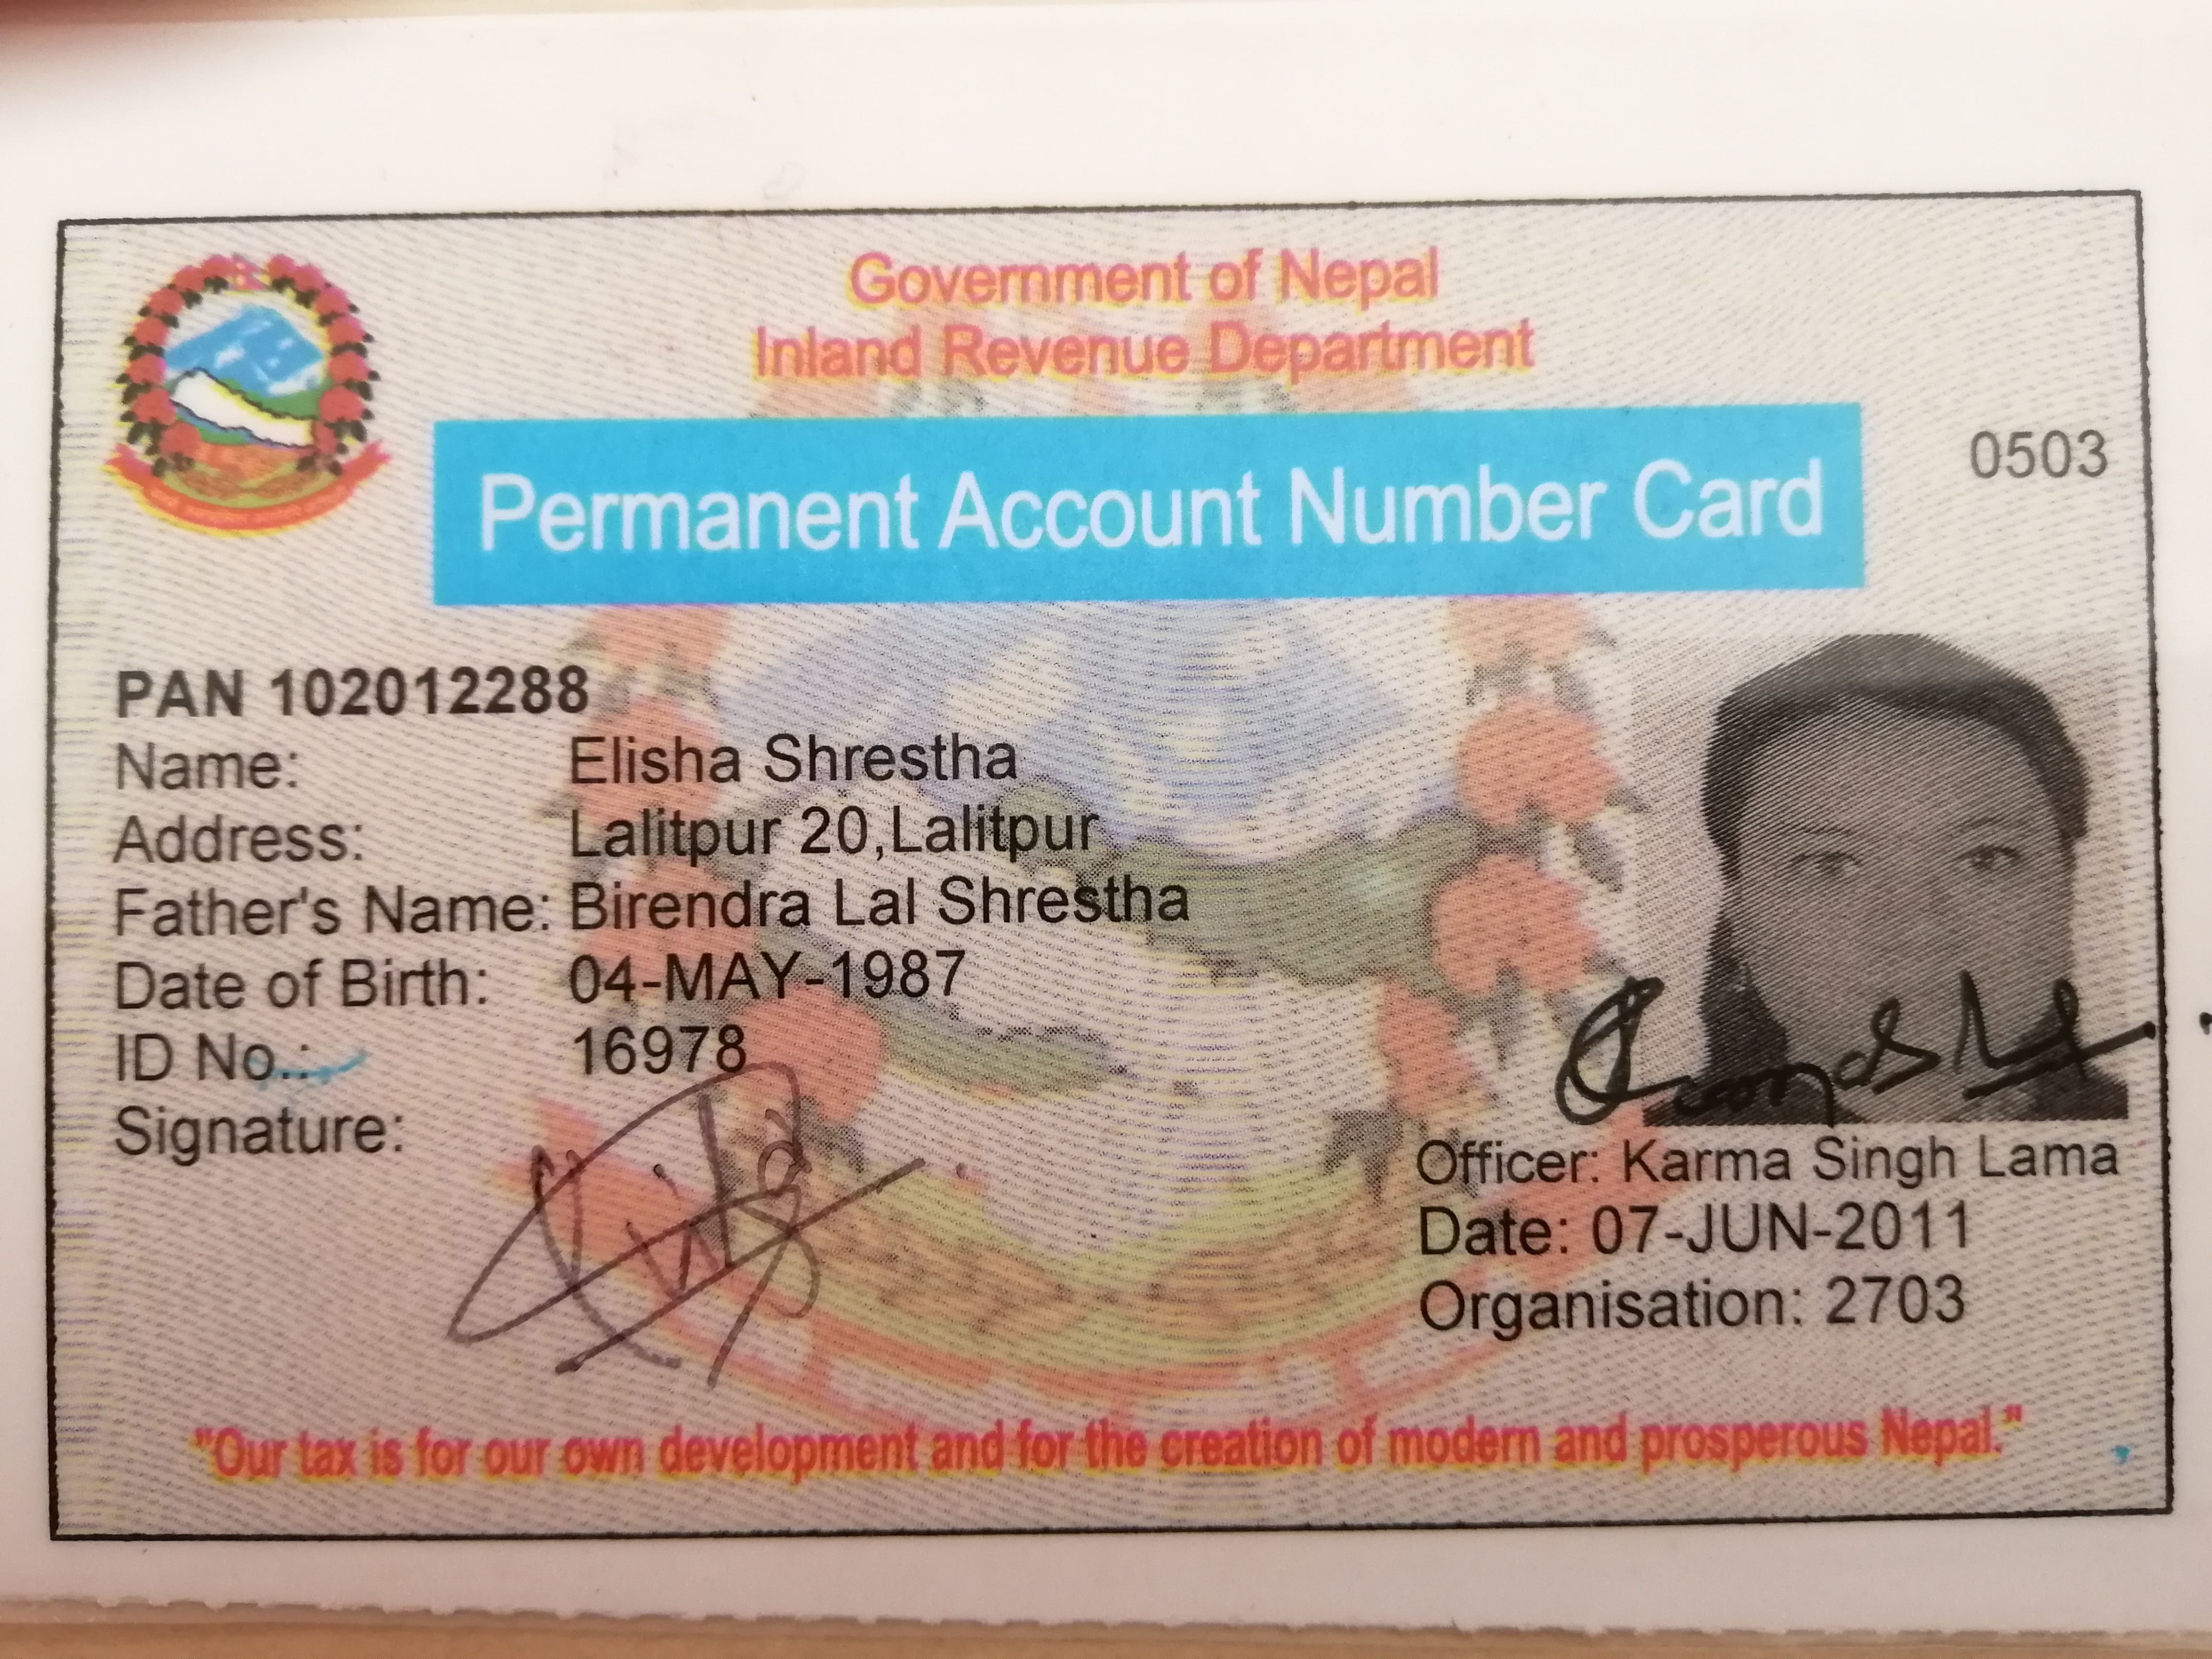 Government of Nepal
Inland Revenue Department
Permanent Account Number Card
0503
PAN 102012288
Name: Elisha Shrestha
Address: Lalitpur 20,Lalitpur
Father's Name: Birendra Lal Shrestha
Date of Birth: 04-MAY-1987
ID No.: 16978
Signature:
Officer: Karma Singh Lama
Date: 07-JUN-2011
Organisation: 2703
"Our tax is for our own development and for the creation of modern and prosperous Nepal."